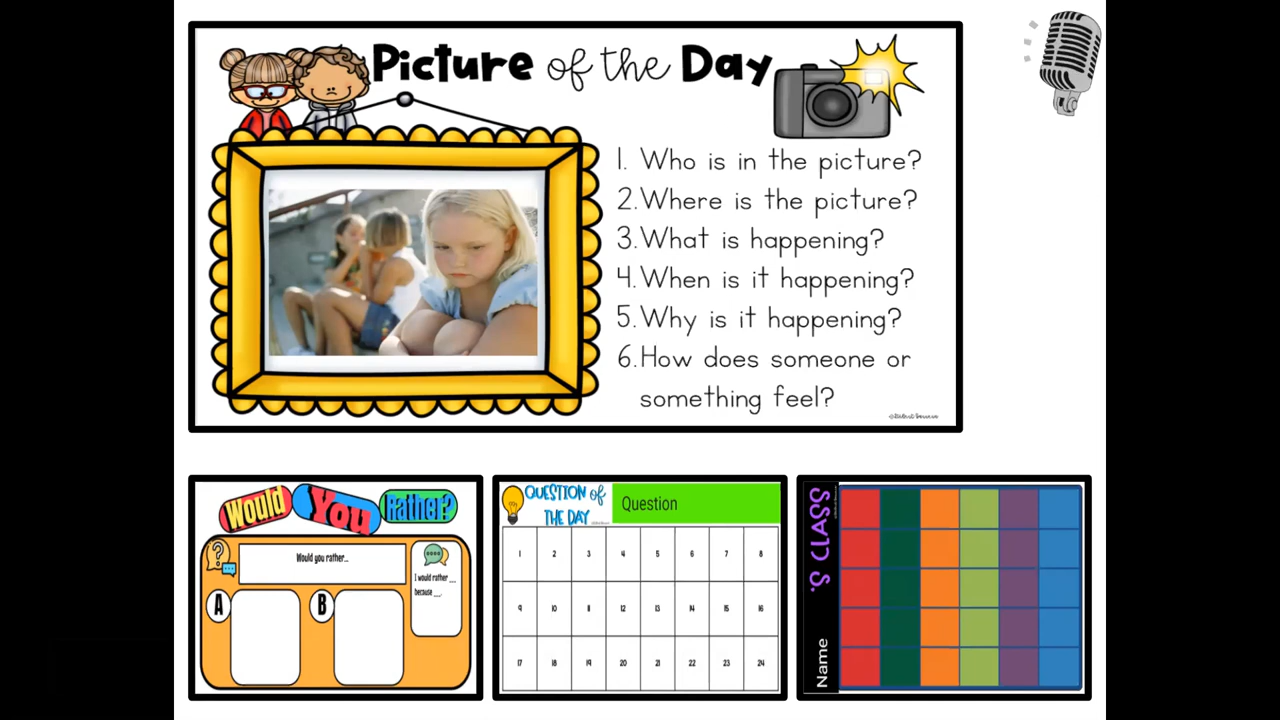 Picture of the Day
1. Who is in the picture?
2. Where is the picture?
3. What is happening?
4. When is it happening?
5. Why is it happening?
6. How does someone or
something feel?
Would You Rather?
Would you rather...
I would rather __
because __.
A
B
QUESTION of
THE DAY
Question
1 2 3 4 5 6 7 8
9 10 11 12 13 14 15 16
17 18 19 20 21 22 23 24
'S CLASS
Name